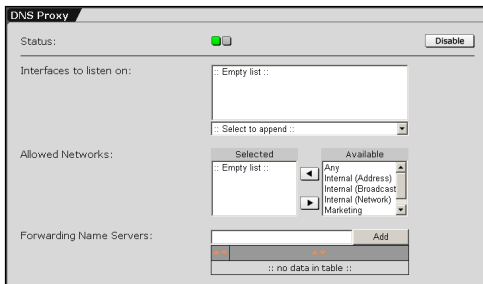 DNS Proxy
Status:
Disable
Interfaces to listen on:
:: Empty list ::
:: Select to append ::
Allowed Networks:
Selected
Available
:: Empty list ::
Any
Internal (Address)
Internal (Broadcast
Internal (Network)
Marketing
Forwarding Name Servers:
Add
:: no data in table ::